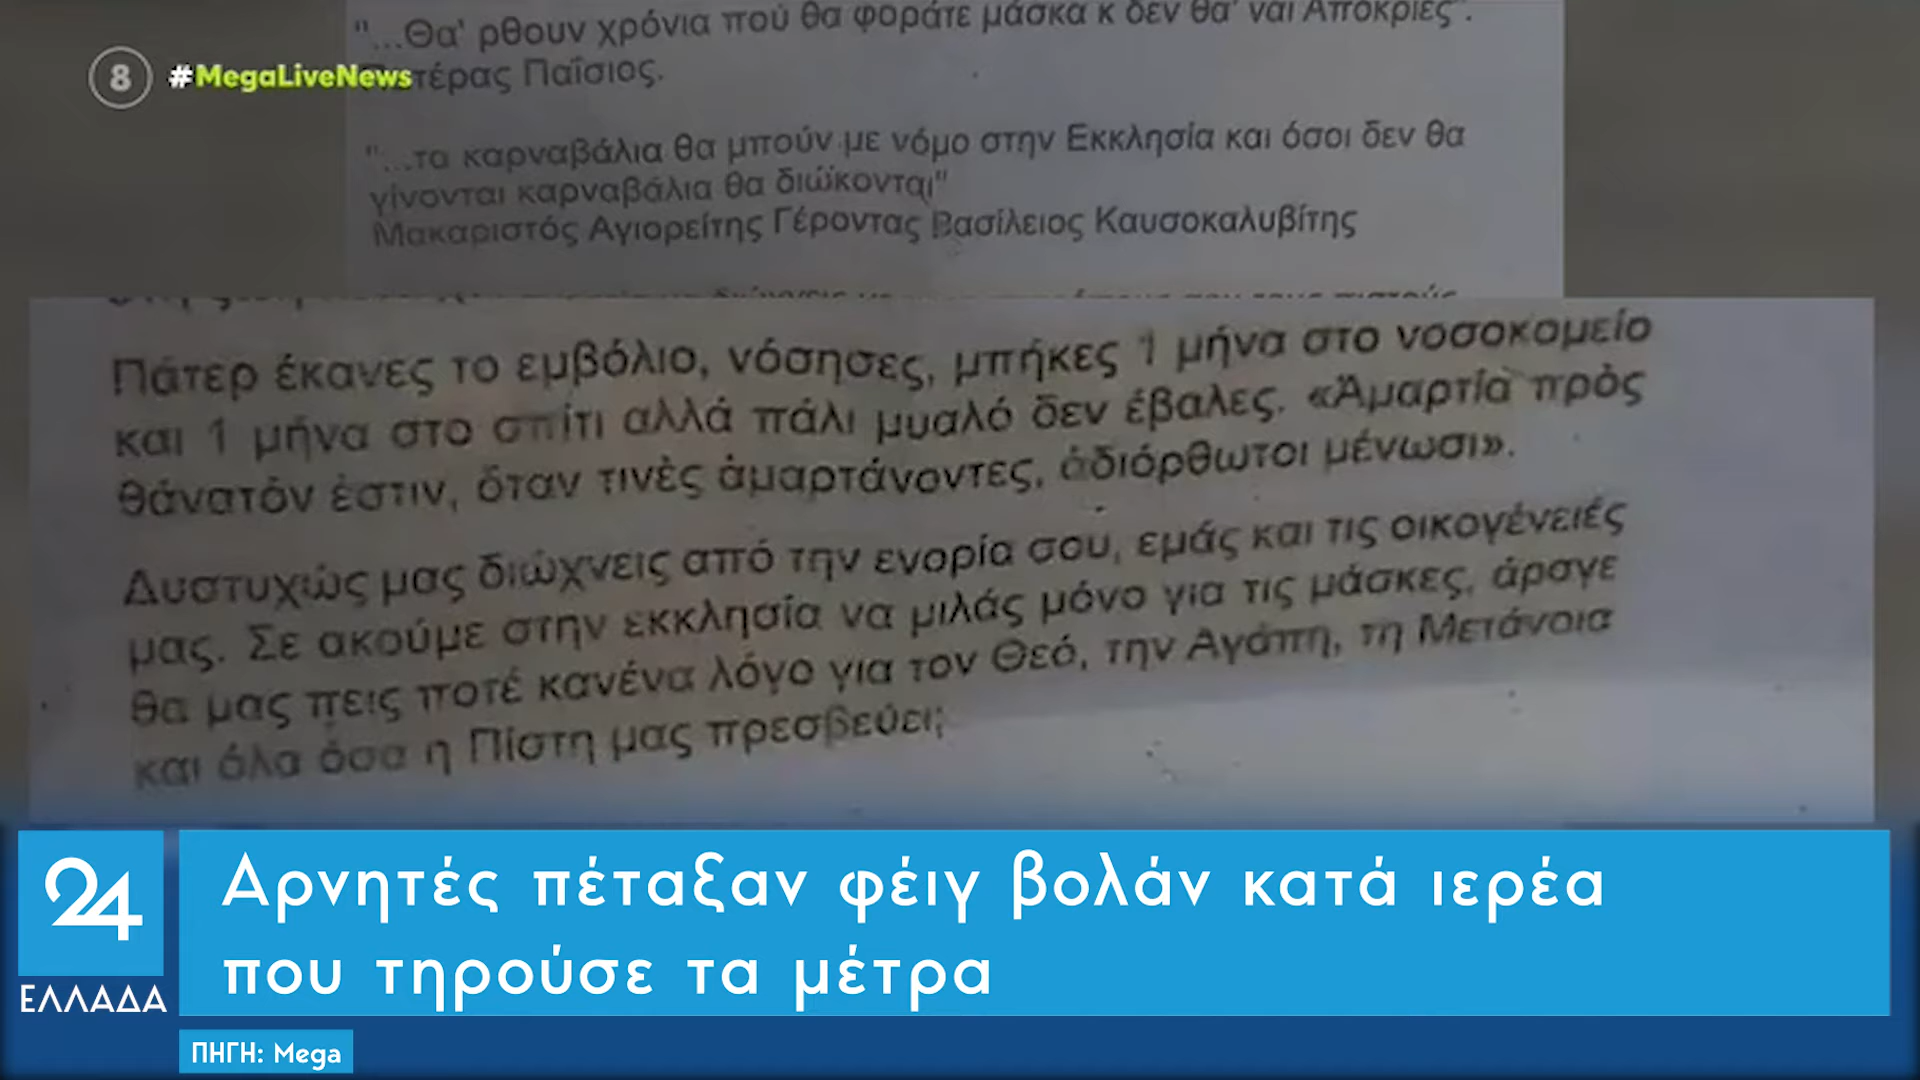 "...Θα' ρθουν χρόνια πού θα φοράτε μάσκα κ δεν θα' ναι Αποκριές".
8 #MegaLiveNews
Πατέρας Παΐσιος.
"...τα καρναβάλια θα μπούν με νόμο στην Εκκλησία και όσοι δεν θα
γίνονται καρναβάλια θα διώκονται"
Μακαριστός Αγιορείτης Γέροντας Βασίλειος Καυσοκαλυβίτης
Πάτερ έκανες το εμβόλιο, νόσησες, μπήκες 1 μήνα στο νοσοκομείο
και 1 μήνα στο σπίτι αλλά πάλι μυαλό δεν έβαλες. «Ἁμαρτία πρὸς
θάνατόν ἐστιν, ὅταν τινὲς ἁμαρτάνοντες, ἀδιόρθωτοι μένωσι».
Δυστυχώς μας διώχνεις από την ενορία σου, εμάς και τις οικογένειές
μας. Σε ακούμε στην εκκλησία να μιλάς μόνο για τις μάσκες, άραγε
θα μας πεις ποτέ κανένα λόγο για τον Θεό, την Αγάπη, τη Μετάνοια
και όλα όσα η Πίστη μας πρεσβεύει;
24
ΕΛΛΑΔΑ
Αρνητές πέταξαν φέιγ βολάν κατά ιερέα
που τηρούσε τα μέτρα
ΠΗΓΗ: Mega